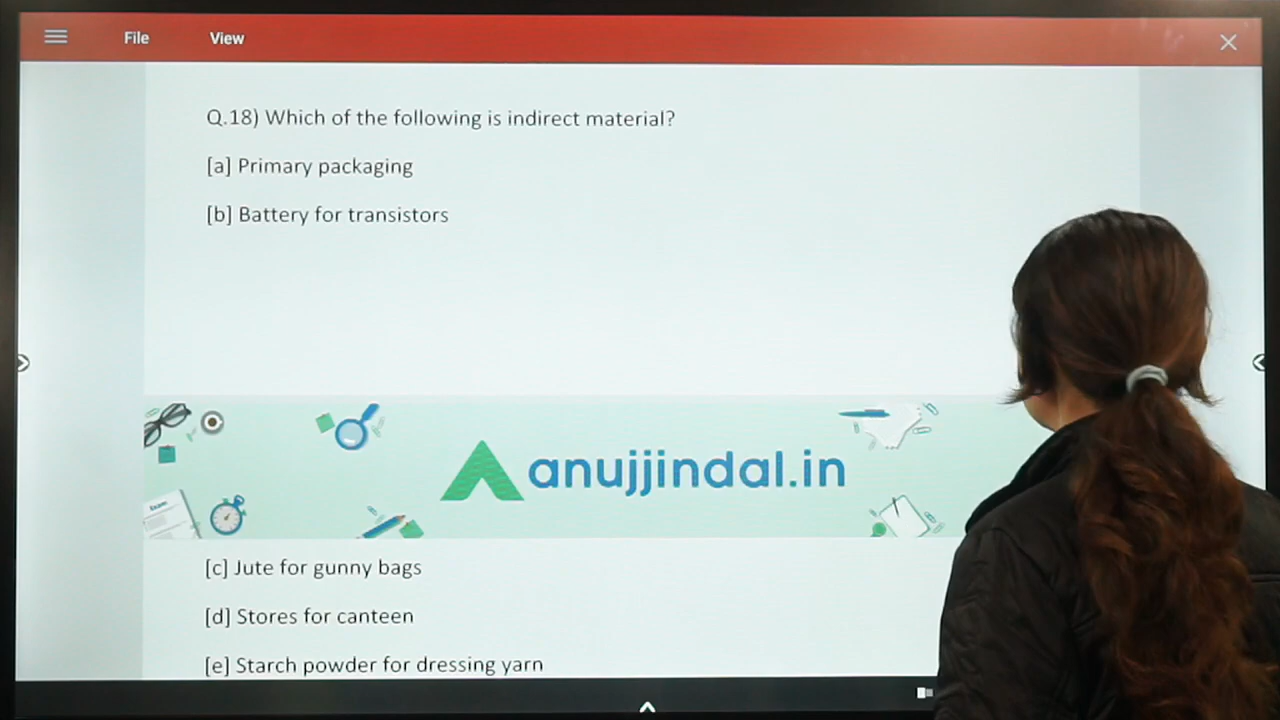 File View
Q.18) Which of the following is indirect material?
[a] Primary packaging
[b] Battery for transistors
anujjindal.in
[c] Jute for gunny bags
[d] Stores for canteen
[e] Starch powder for dressing yarn